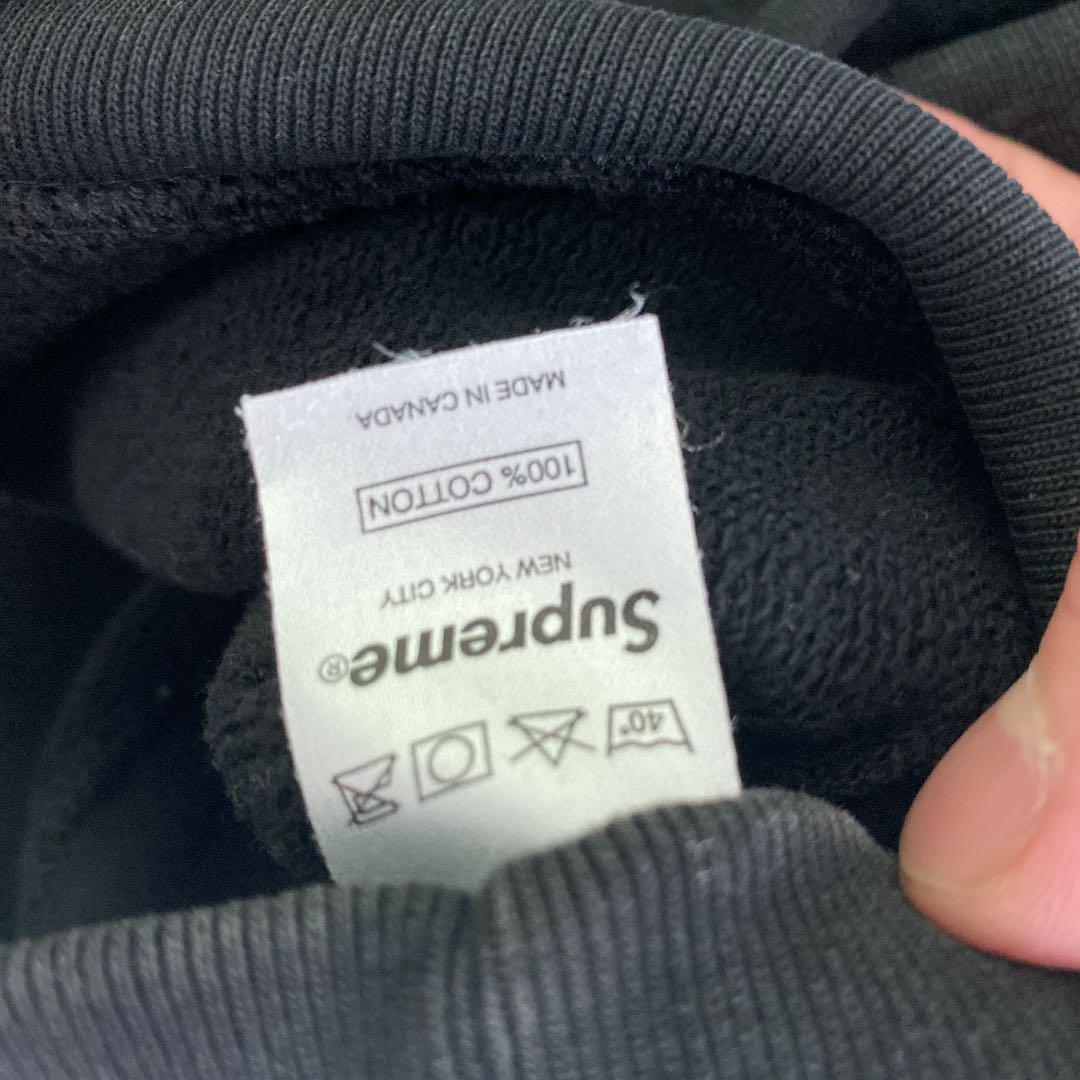 40°
Supreme®
NEW YORK CITY
100% COTTON
MADE IN CANADA